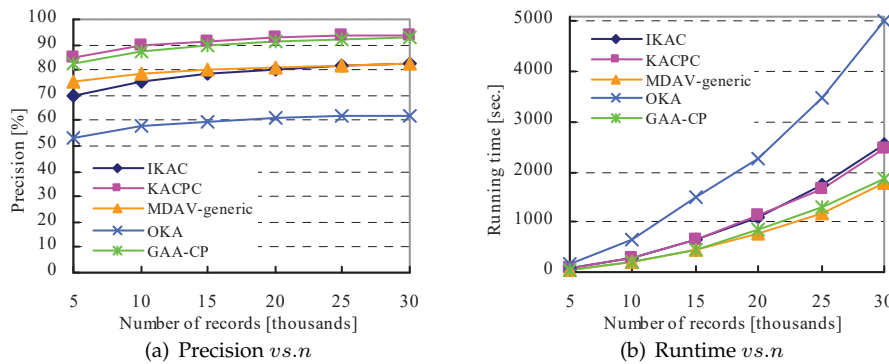 100
90
80
70
60
50
40
30
20
10
0
Precision [%]
IKAC
KACPC
MDAV-generic
OKA
GAA-CP
5 10 15 20 25 30
Number of records [thousands]
(a) Precision vs.n
5000
4000
3000
2000
1000
0
Running time [sec.]
IKAC
KACPC
MDAV-generic
OKA
GAA-CP
5 10 15 20 25 30
Number of records [thousands]
(b) Runtime vs.n